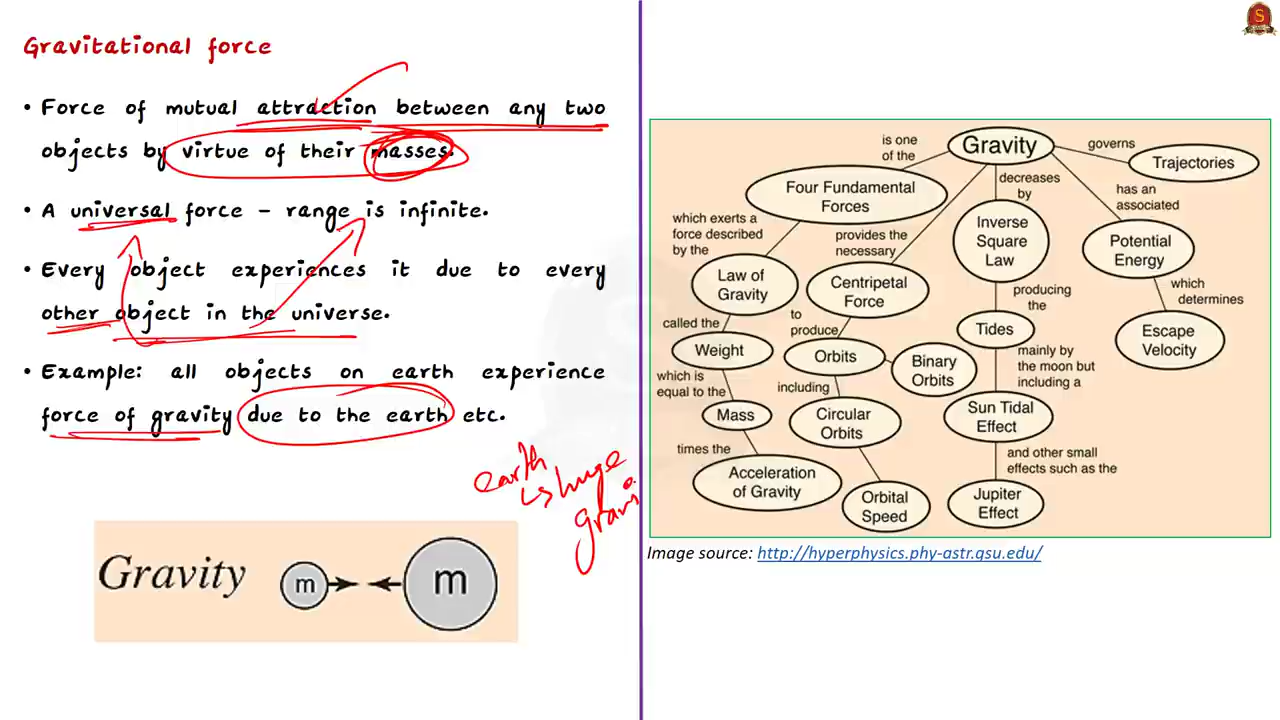 Gravitational force
• Force of mutual attraction between any two
objects by virtue of their masses.
• A universal force – range is infinite.
• Every object experiences it due to every
other object in the universe.
• Example: all objects on earth experience
force of gravity due to the earth etc.
earth
is huge
Gravity
m
m
Gravity
is one
of the
governs
Trajectories
Four Fundamental
Forces
decreases
by
has an
associated
which exerts a
force described
by the
provides the
necessary
Inverse
Square
Law
Potential
Energy
Law of
Gravity
Centripetal
Force
producing
the
which
determines
called the
to
produce
Tides
Escape
Velocity
Weight
Orbits
Binary
Orbits
mainly by
the moon but
including a
which is
equal to the
including
Mass
Circular
Orbits
Sun Tidal
Effect
times the
and other small
effects such as the
Acceleration
of Gravity
Orbital
Speed
Jupiter
Effect
Image source: http://hyperphysics.phy-astr.gsu.edu/
S